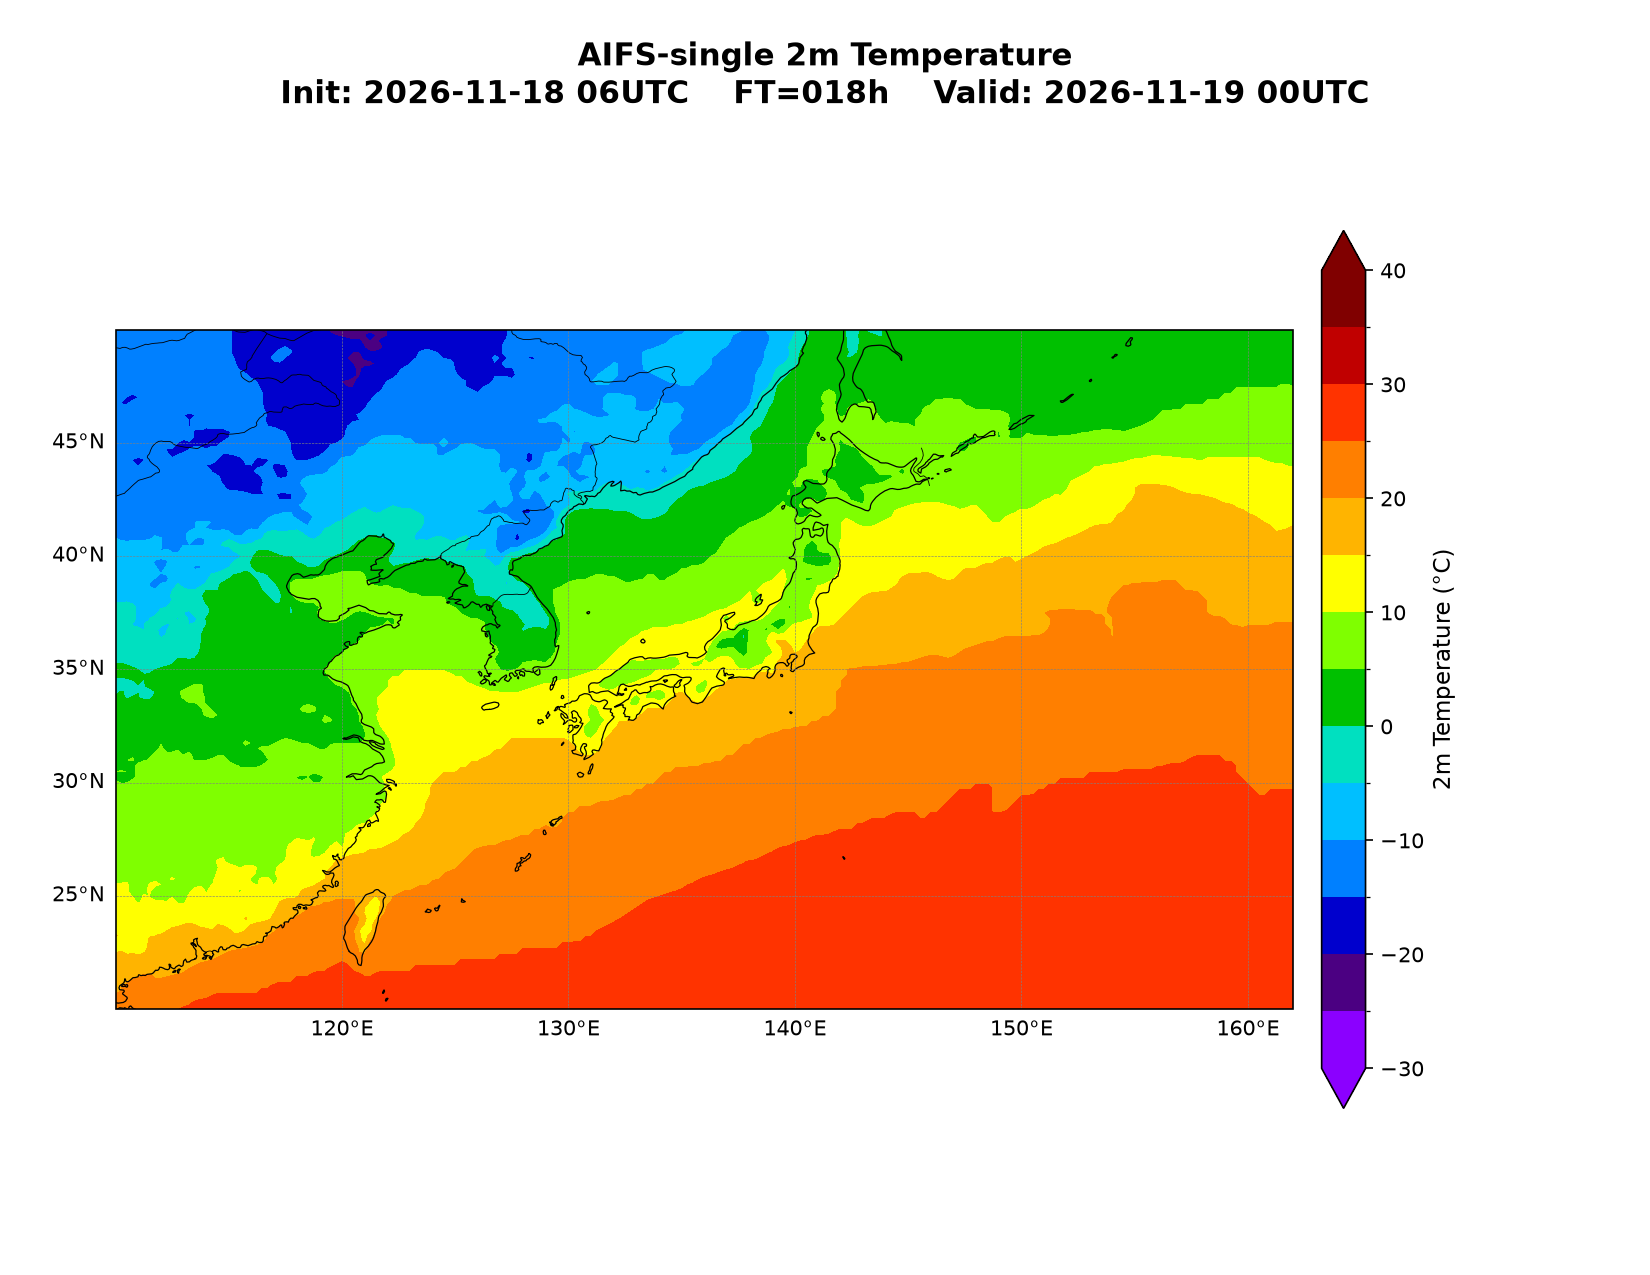 AIFS-single 2m Temperature
Init: 2026-11-18 06UTC    FT=018h    Valid: 2026-11-19 00UTC
45°N
40°N
35°N
30°N
25°N
120°E
130°E
140°E
150°E
160°E
40
30
20
10
0
−10
−20
−30
2m Temperature (°C)